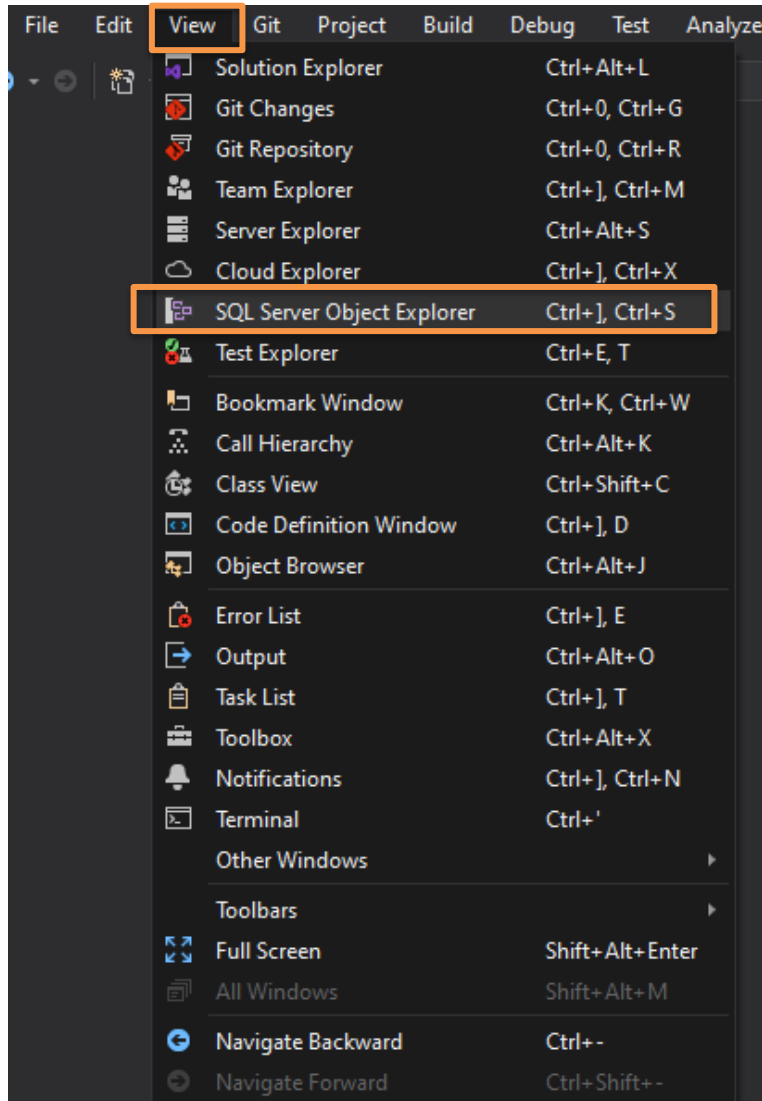 File Edit View Git Project Build Debug Test Analyze
Solution Explorer Ctrl+Alt+L
Git Changes Ctrl+0, Ctrl+G
Git Repository Ctrl+0, Ctrl+R
Team Explorer Ctrl+], Ctrl+M
Server Explorer Ctrl+Alt+S
Cloud Explorer Ctrl+], Ctrl+X
SQL Server Object Explorer Ctrl+], Ctrl+S
Test Explorer Ctrl+E, T
Bookmark Window Ctrl+K, Ctrl+W
Call Hierarchy Ctrl+Alt+K
Class View Ctrl+Shift+C
Code Definition Window Ctrl+], D
Object Browser Ctrl+Alt+J
Error List Ctrl+], E
Output Ctrl+Alt+O
Task List Ctrl+], T
Toolbox Ctrl+Alt+X
Notifications Ctrl+], Ctrl+N
Terminal Ctrl+'
Other Windows
Toolbars
Full Screen Shift+Alt+Enter
All Windows Shift+Alt+M
Navigate Backward Ctrl+-
Navigate Forward Ctrl+Shift+-